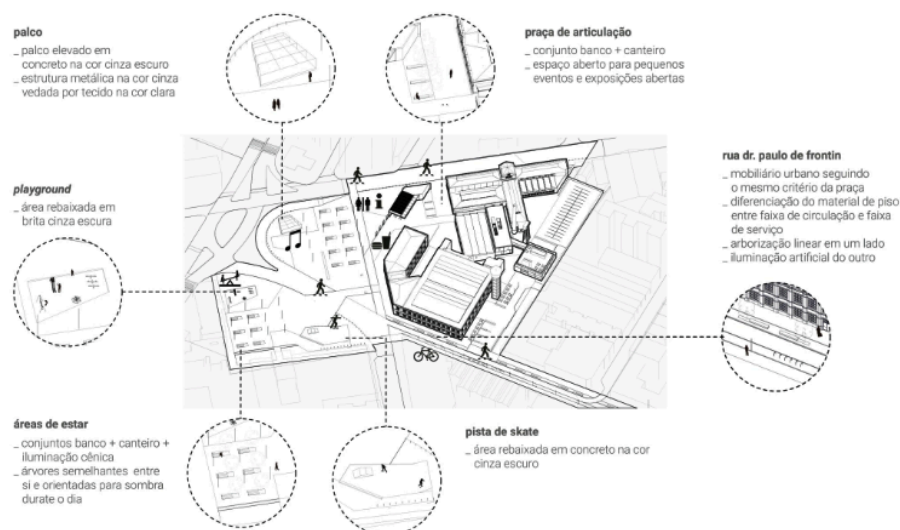 palco
_ palco elevado em
concreto na cor cinza escuro
_ estrutura metálica na cor cinza
vedada por tecido na cor clara
praça de articulação
_ conjunto banco + canteiro
_ espaço aberto para pequenos
eventos e exposições abertas
playground
_ área rebaixada em
brita cinza escura
rua dr. paulo de frontin
_ mobiliário urbano seguindo
o mesmo critério da praça
_ diferenciação do material de piso
entre faixa de circulação e faixa
de serviço
_ arborização linear em um lado
_ iluminação artificial do outro
áreas de estar
_ conjuntos banco + canteiro +
iluminação cênica
_ árvores semelhantes entre
si e orientadas para sombra
durate o dia
pista de skate
_ área rebaixada em concreto na cor
cinza escuro